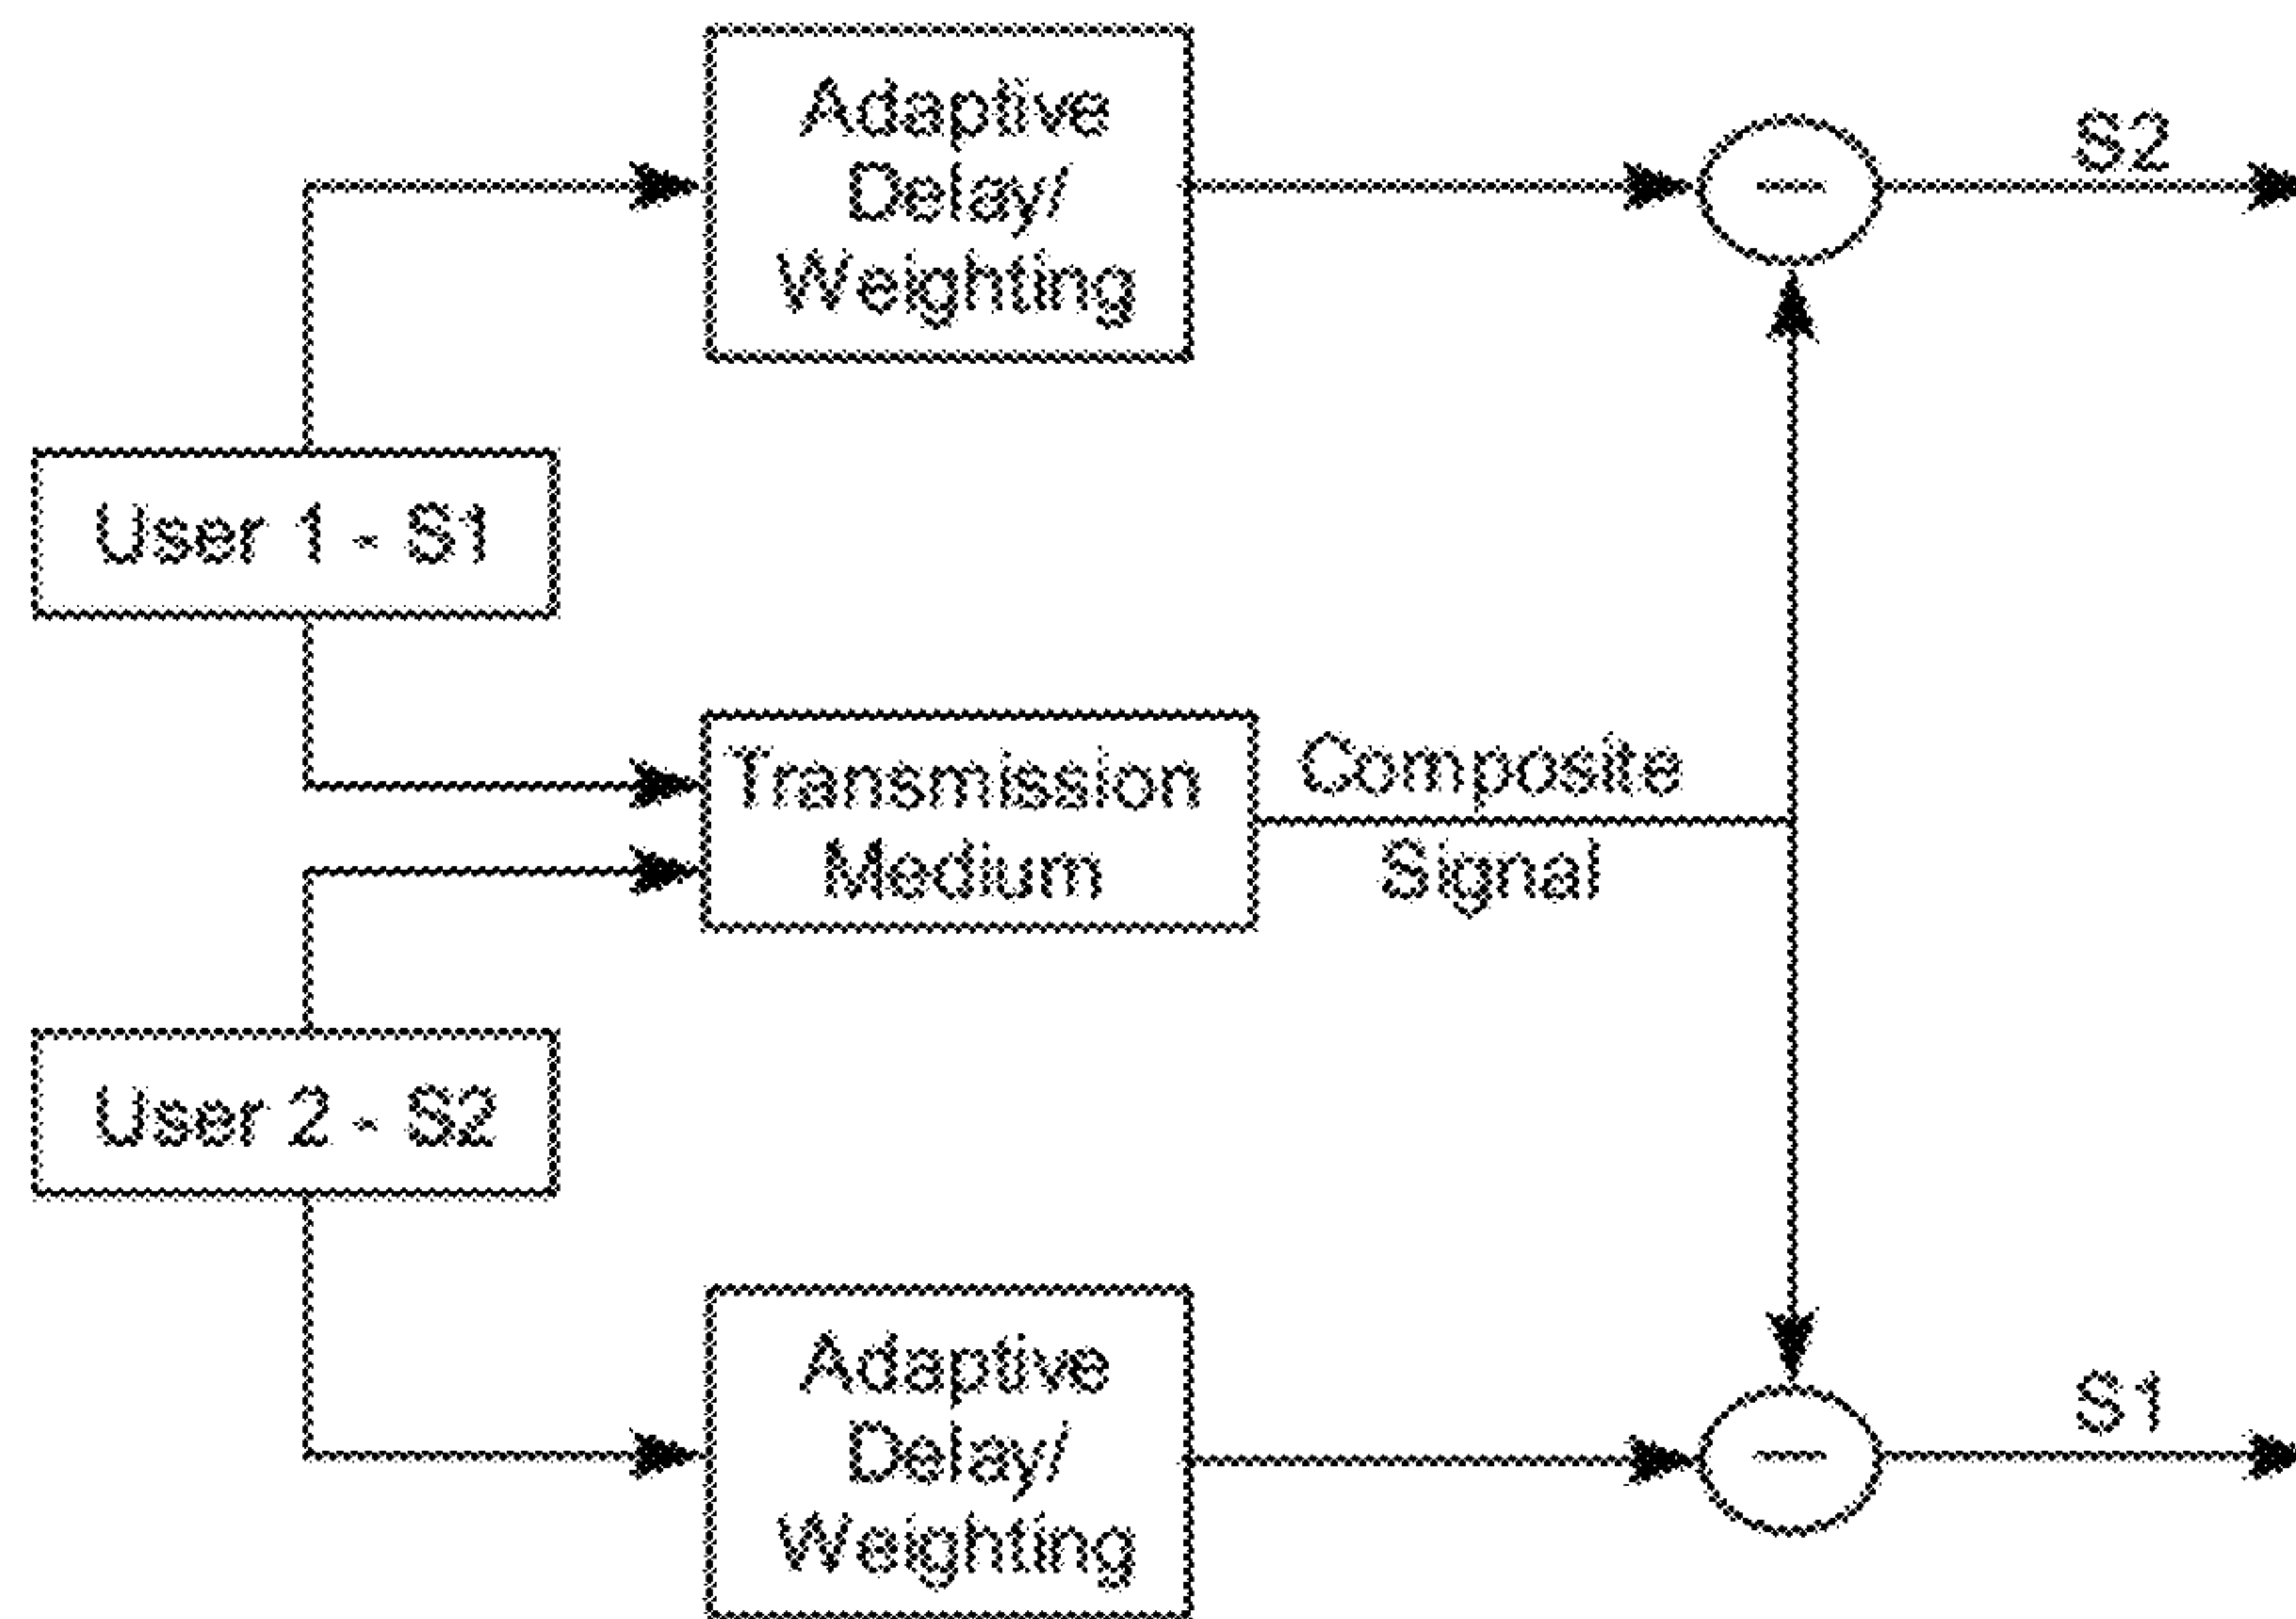 Adaptive
Delay/
Weighting
S2
User 1 - S1
Transmission
Medium
Composite
Signal
User 2 - S2
Adaptive
Delay/
Weighting
S1